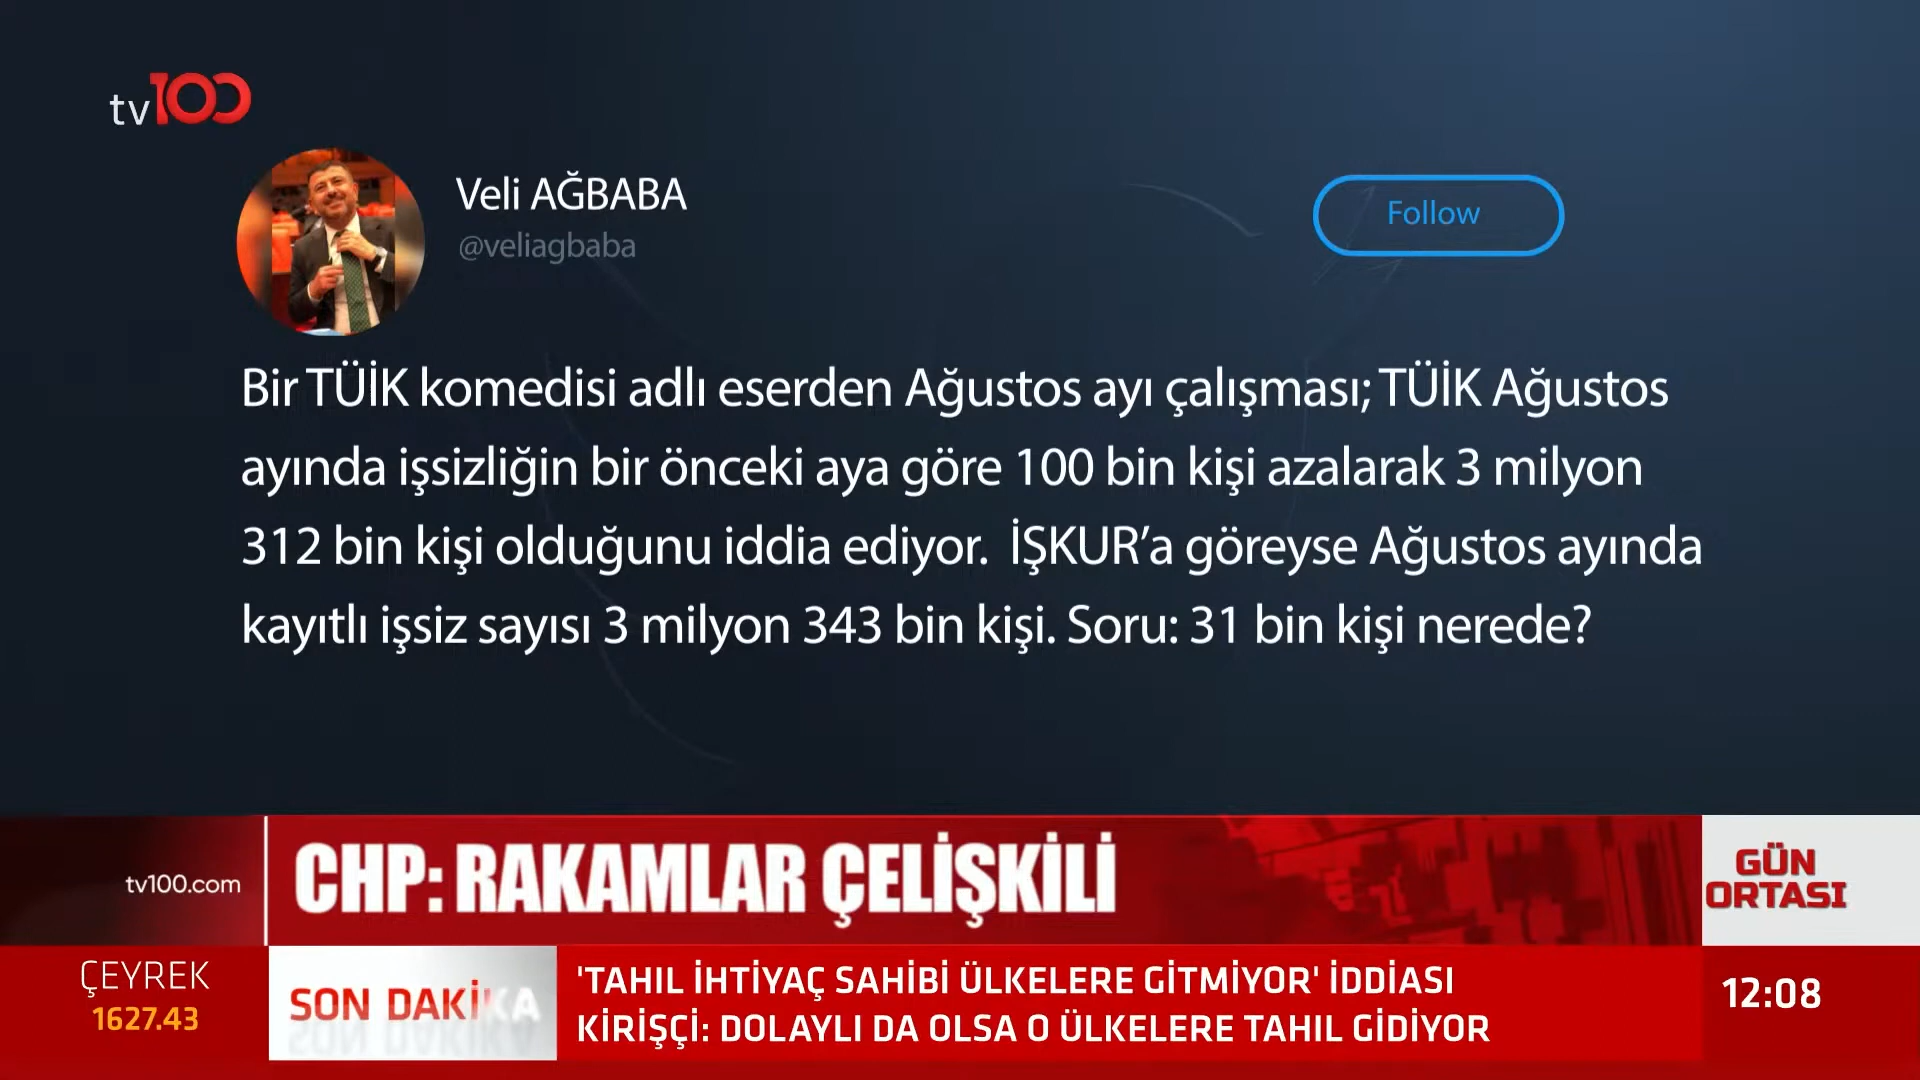 tv100
Veli AĞBABA
@veliagbaba
Follow
Bir TÜİK komedisi adlı eserden Ağustos ayı çalışması; TÜİK Ağustos
ayında işsizliğin bir önceki aya göre 100 bin kişi azalarak 3 milyon
312 bin kişi olduğunu iddia ediyor.  İŞKUR’a göreyse Ağustos ayında
kayıtlı işsiz sayısı 3 milyon 343 bin kişi. Soru: 31 bin kişi nerede?
tv100.com
CHP: RAKAMLAR ÇELİŞKİLİ
GÜN
ORTASI
ÇEYREK
1627.43
SON DAKİKA
'TAHIL İHTİYAÇ SAHİBİ ÜLKELERE GİTMİYOR' İDDİASI
KİRİŞÇİ: DOLAYLI DA OLSA O ÜLKELERE TAHIL GİDİYOR
12:08